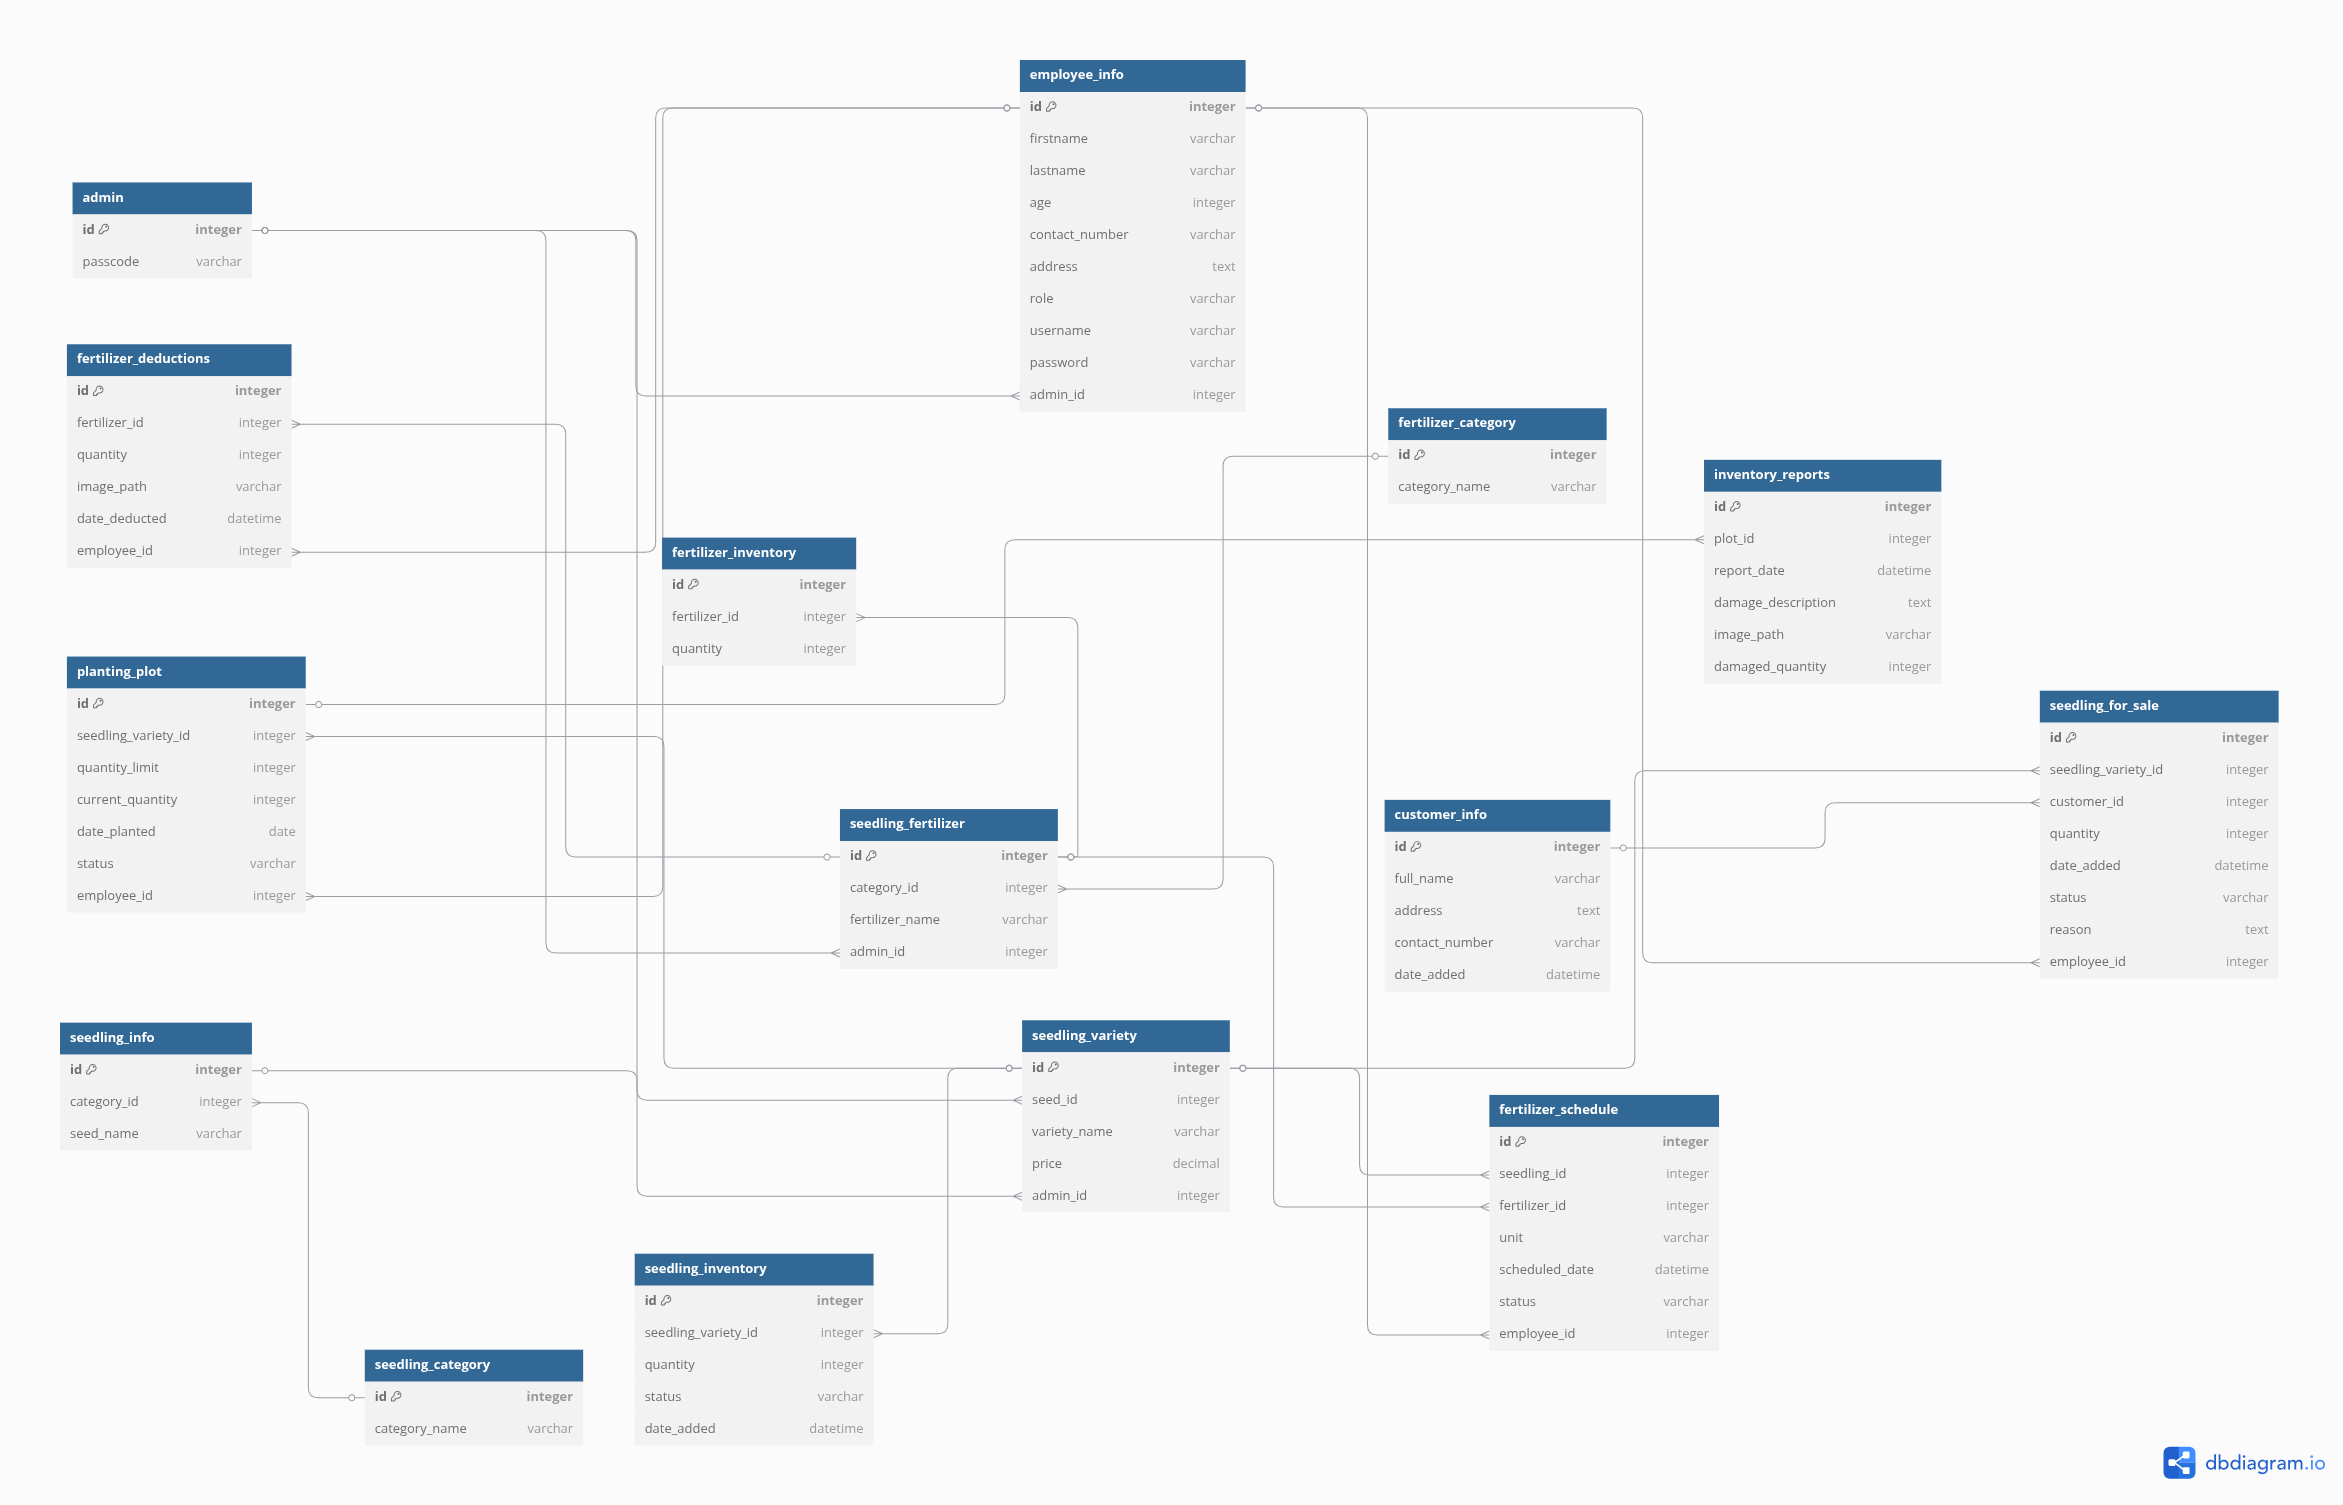 employee_info
id integer
firstname varchar
lastname varchar
age integer
contact_number varchar
address text
role varchar
username varchar
password varchar
admin_id integer
admin
id integer
passcode varchar
fertilizer_deductions
id integer
fertilizer_id integer
quantity integer
image_path varchar
date_deducted datetime
employee_id integer
fertilizer_category
id integer
category_name varchar
inventory_reports
id integer
plot_id integer
report_date datetime
damage_description text
image_path varchar
damaged_quantity integer
fertilizer_inventory
id integer
fertilizer_id integer
quantity integer
planting_plot
id integer
seedling_variety_id integer
quantity_limit integer
current_quantity integer
date_planted date
status varchar
employee_id integer
seedling_for_sale
id integer
seedling_variety_id integer
customer_id integer
quantity integer
date_added datetime
status varchar
reason text
employee_id integer
seedling_fertilizer
id integer
category_id integer
fertilizer_name varchar
admin_id integer
customer_info
id integer
full_name varchar
address text
contact_number varchar
date_added datetime
seedling_info
id integer
category_id integer
seed_name varchar
seedling_variety
id integer
seed_id integer
variety_name varchar
price decimal
admin_id integer
fertilizer_schedule
id integer
seedling_id integer
fertilizer_id integer
unit varchar
scheduled_date datetime
status varchar
employee_id integer
seedling_inventory
id integer
seedling_variety_id integer
quantity integer
status varchar
date_added datetime
seedling_category
id integer
category_name varchar
dbdiagram.io